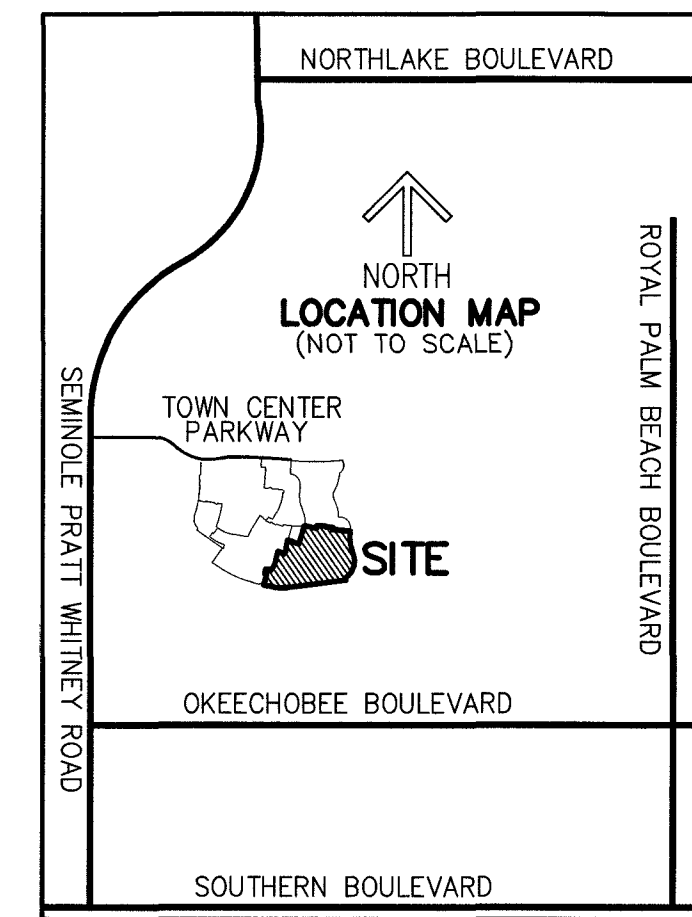 NORTHLAKE BOULEVARD
NORTH
LOCATION MAP
(NOT TO SCALE)
ROYAL PALM BEACH BOULEVARD
SEMINOLE PRATT WHITNEY ROAD
TOWN CENTER
PARKWAY
SITE
OKEECHOBEE BOULEVARD
SOUTHERN BOULEVARD